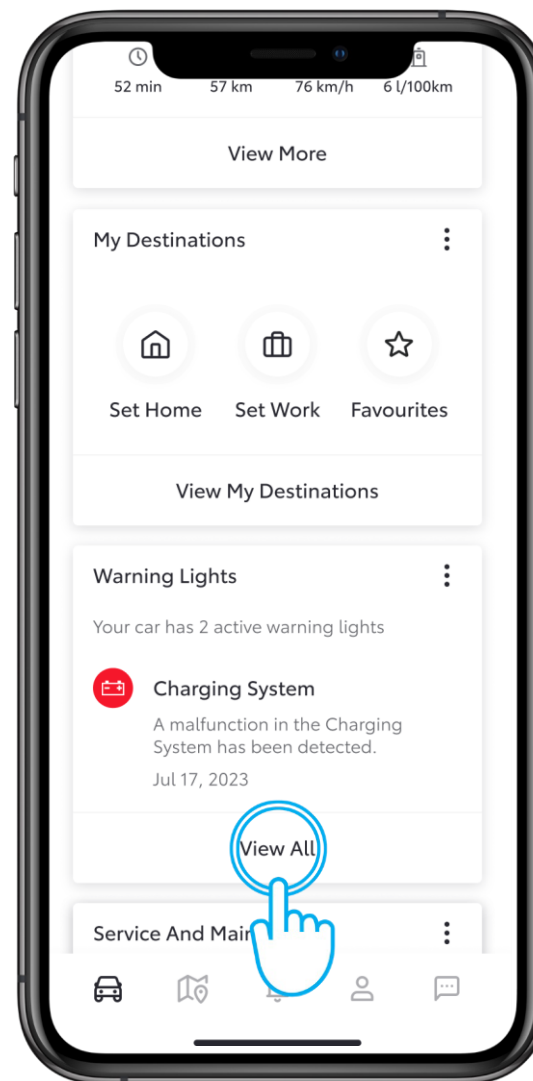 52 min 57 km 76 km/h 6 l/100km
View More
My Destinations
Set Home Set Work Favourites
View My Destinations
Warning Lights
Your car has 2 active warning lights
Charging System
A malfunction in the Charging
System has been detected.
Jul 17, 2023
View All
Service And